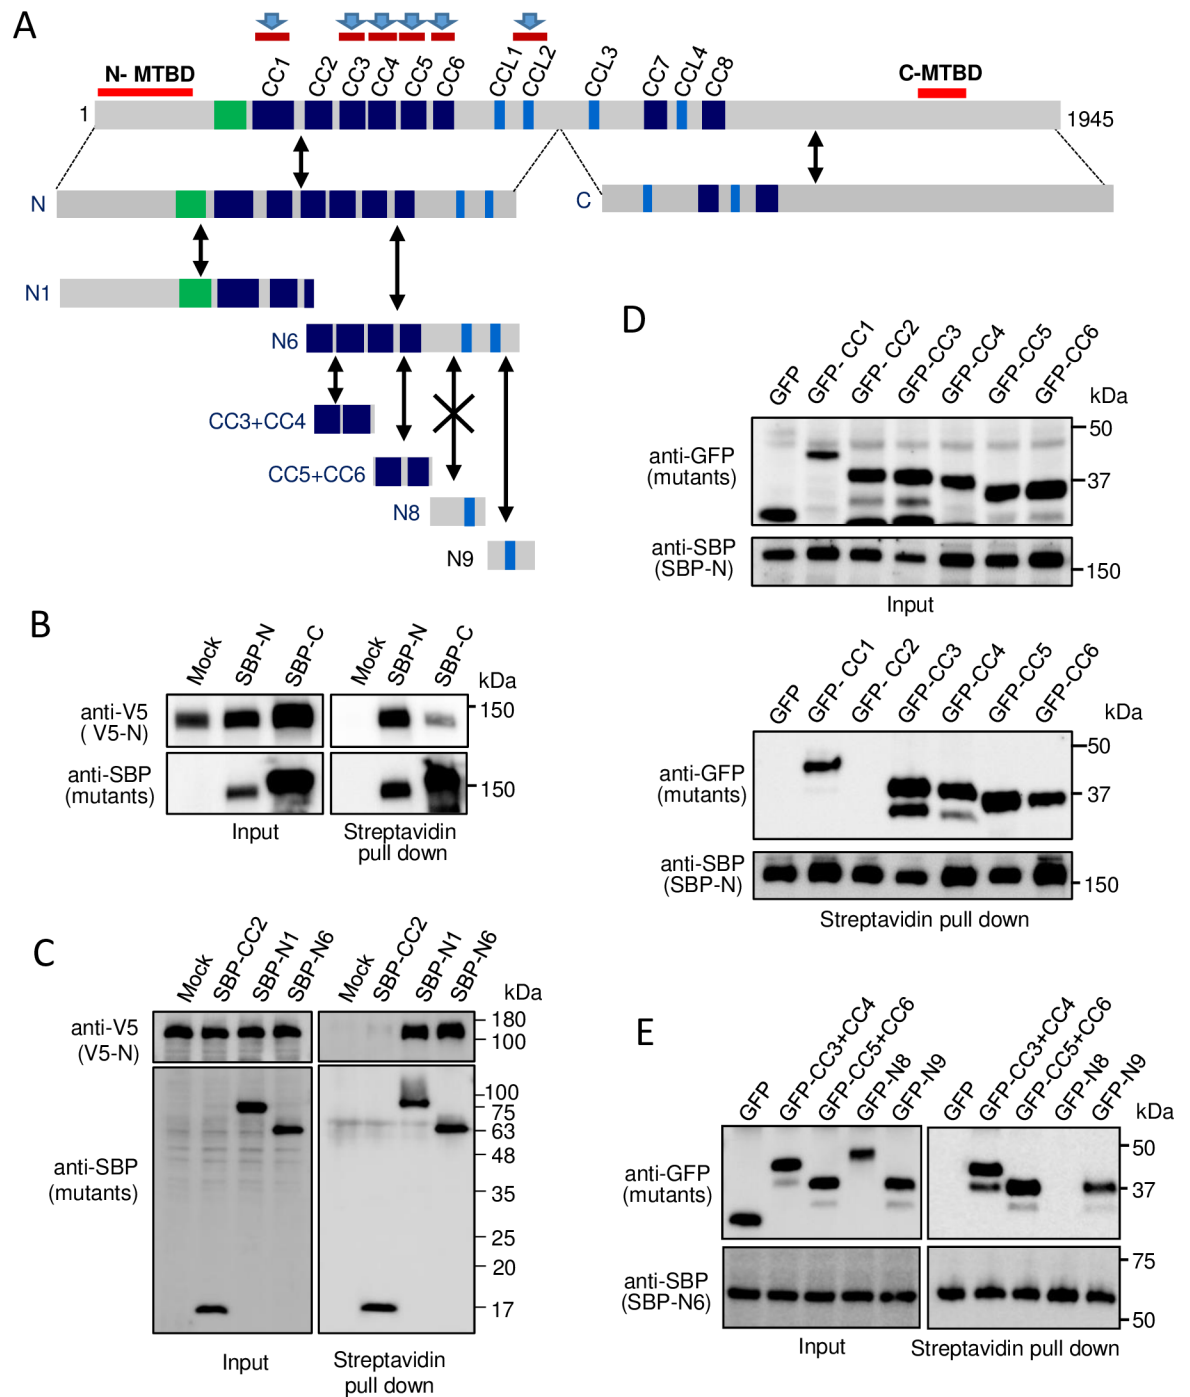 A
CC1
CC2
CC3
CC4
CC5
CC6
CCL1
CCL2
CCL3
CC7
CCL4
CC8
N- MTBD
C-MTBD
1
1945
N
C
N1
N6
CC3+CC4
CC5+CC6
N8
N9
B
Mock
SBP-N
SBP-C
Mock
SBP-N
SBP-C
kDa
anti-V5
( V5-N)
150
anti-SBP
(mutants)
150
Input
Streptavidin
pull down
C
Mock
SBP-CC2
SBP-N1
SBP-N6
Mock
SBP-CC2
SBP-N1
SBP-N6
kDa
anti-V5
(V5-N)
180
100
anti-SBP
(mutants)
100
75
63
48
35
25
20
17
Input
Streptavidin
pull down
D
GFP
GFP- CC1
GFP- CC2
GFP-CC3
GFP-CC4
GFP-CC5
GFP-CC6
kDa
anti-GFP
(mutants)
50
37
anti-SBP
(SBP-N)
150
Input
GFP
GFP- CC1
GFP- CC2
GFP-CC3
GFP-CC4
GFP-CC5
GFP-CC6
kDa
anti-GFP
(mutants)
50
37
anti-SBP
(SBP-N)
150
Streptavidin pull down
E
GFP
GFP-CC3+CC4
GFP-CC5+CC6
GFP-N8
GFP-N9
GFP
GFP-CC3+CC4
GFP-CC5+CC6
GFP-N8
GFP-N9
kDa
anti-GFP
(mutants)
50
37
anti-SBP
(SBP-N6)
75
50
Input
Streptavidin pull down